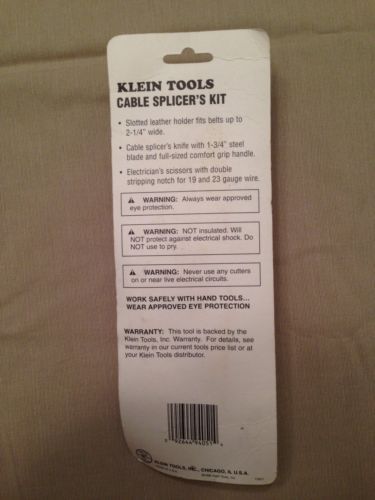 KLEIN TOOLS
CABLE SPLICER'S KIT
• Slotted leather holder fits belts up to
2-1/4" wide.
• Cable splicer's knife with 1-3/4" steel
blade and full-sized comfort grip handle.
• Electrician's scissors with double
stripping notch for 19 and 23 gauge wire.
⚠ WARNING: Always wear approved
eye protection.
⚠ WARNING: NOT insulated. Will
NOT protect against electrical shock. Do
NOT use to pry.
⚠ WARNING: Never use any cutters
on or near live electrical circuits.
WORK SAFELY WITH HAND TOOLS...
WEAR APPROVED EYE PROTECTION
WARRANTY: This tool is backed by the
Klein Tools, Inc. Warranty. For details, see
warranty in our current tools price list or at
your Klein Tools distributor.
92644 94051
KLEIN TOOLS, INC., CHICAGO, IL U.S.A.